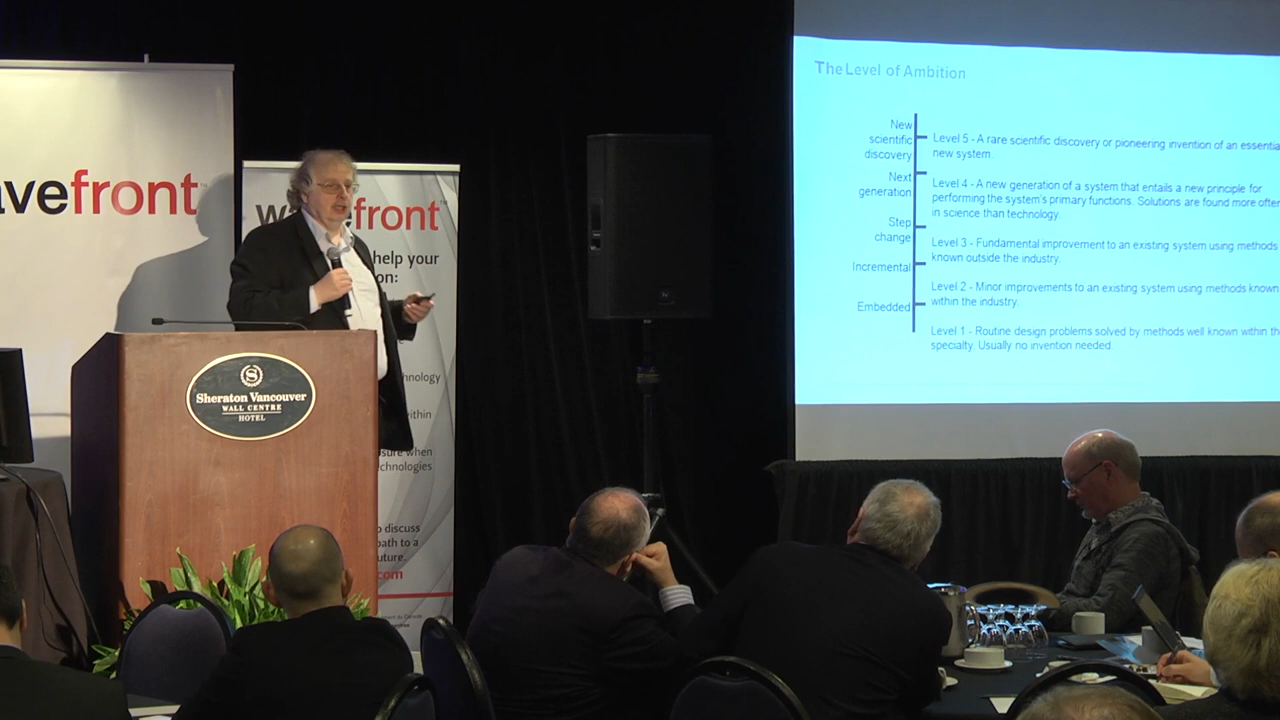 avefront
wavefront
help your
on:
hnology
within
osure when
echnologies
o discuss
path to a
uture.
com
S
Sheraton Vancouver
WALL CENTRE
HOTEL
The Level of Ambition
New
scientific
discovery
Level 5 - A rare scientific discovery or pioneering invention of an essentia
new system.
Next
generation
Level 4 - A new generation of a system that entails a new principle for
performing the system's primary functions. Solutions are found more often
in science than technology.
Step
change
Level 3 - Fundamental improvement to an existing system using methods
known outside the industry.
Incremental
Level 2 - Minor improvements to an existing system using methods known
within the industry.
Embedded
Level 1 - Routine design problems solved by methods well known within th
specialty. Usually no invention needed.